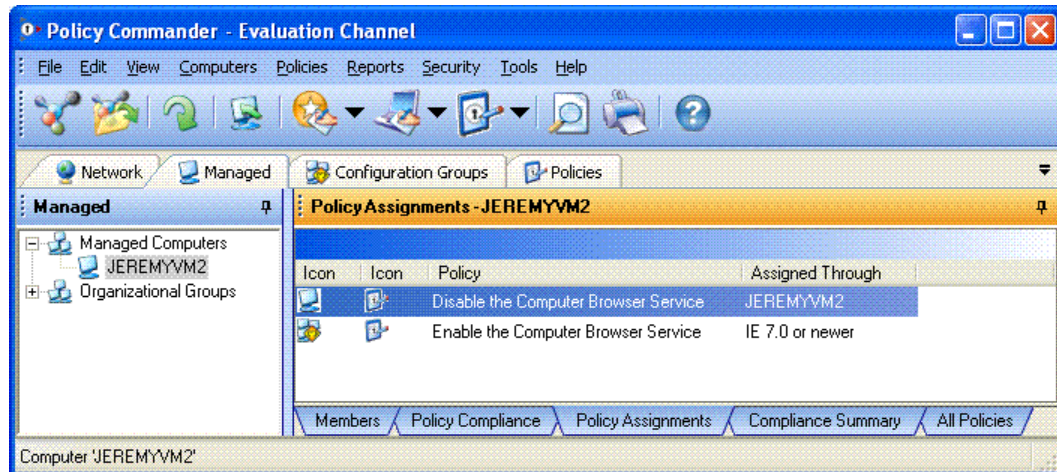 Policy Commander - Evaluation Channel
File Edit View Computers Policies Reports Security Tools Help
Network Managed Configuration Groups Policies
Managed
Policy Assignments - JEREMYVM2
Managed Computers
JEREMYVM2
Organizational Groups
Icon Icon Policy Assigned Through
Disable the Computer Browser Service JEREMYVM2
Enable the Computer Browser Service IE 7.0 or newer
Members Policy Compliance Policy Assignments Compliance Summary All Policies
Computer 'JEREMYVM2'